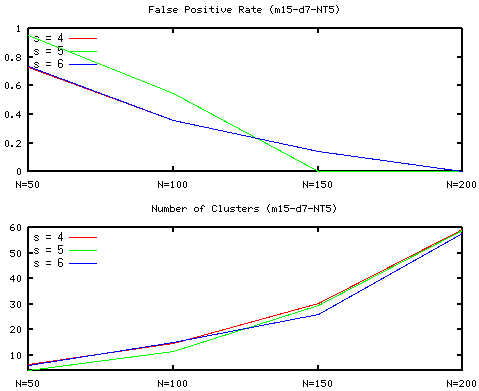 False Positive Rate (m15-d7-NT5)
1
s = 4
s = 5
s = 6
0.8
0.6
0.4
0.2
0
N=50 N=100 N=150 N=200
Number of Clusters (m15-d7-NT5)
60
s = 4
s = 5
s = 6
50
40
30
20
10
N=50 N=100 N=150 N=200